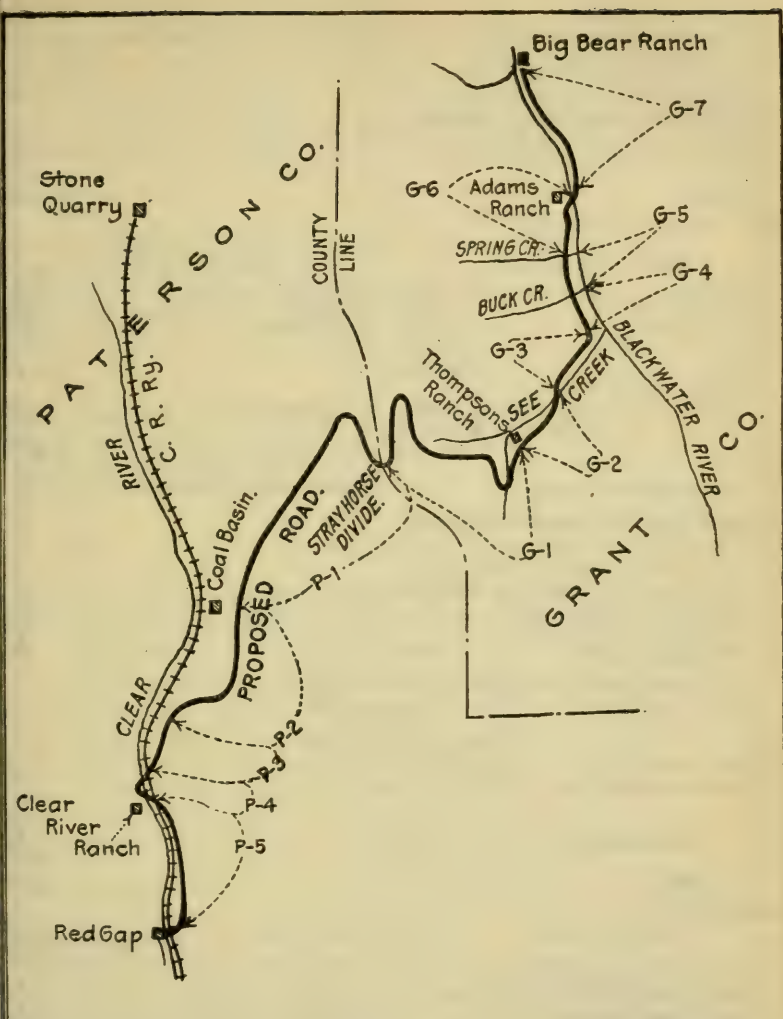 Big Bear Ranch
G-7
PATERSON CO.
Stone
Quarry
G-6
Adams
Ranch
G-5
COUNTY
LINE
SPRING CR.
G-4
BUCK CR.
G-3
BLACKWATER
RIVER
Thompsons
Ranch
SEE
CREEK
RIVER
C. R. Ry.
G-2
STRAYHORSE
DIVIDE.
Coal Basin.
PROPOSED
ROAD.
G-1
P-1
GRANT
CO.
CLEAR
P-2
P-3
Clear
River
Ranch
P-4
P-5
Red Gap